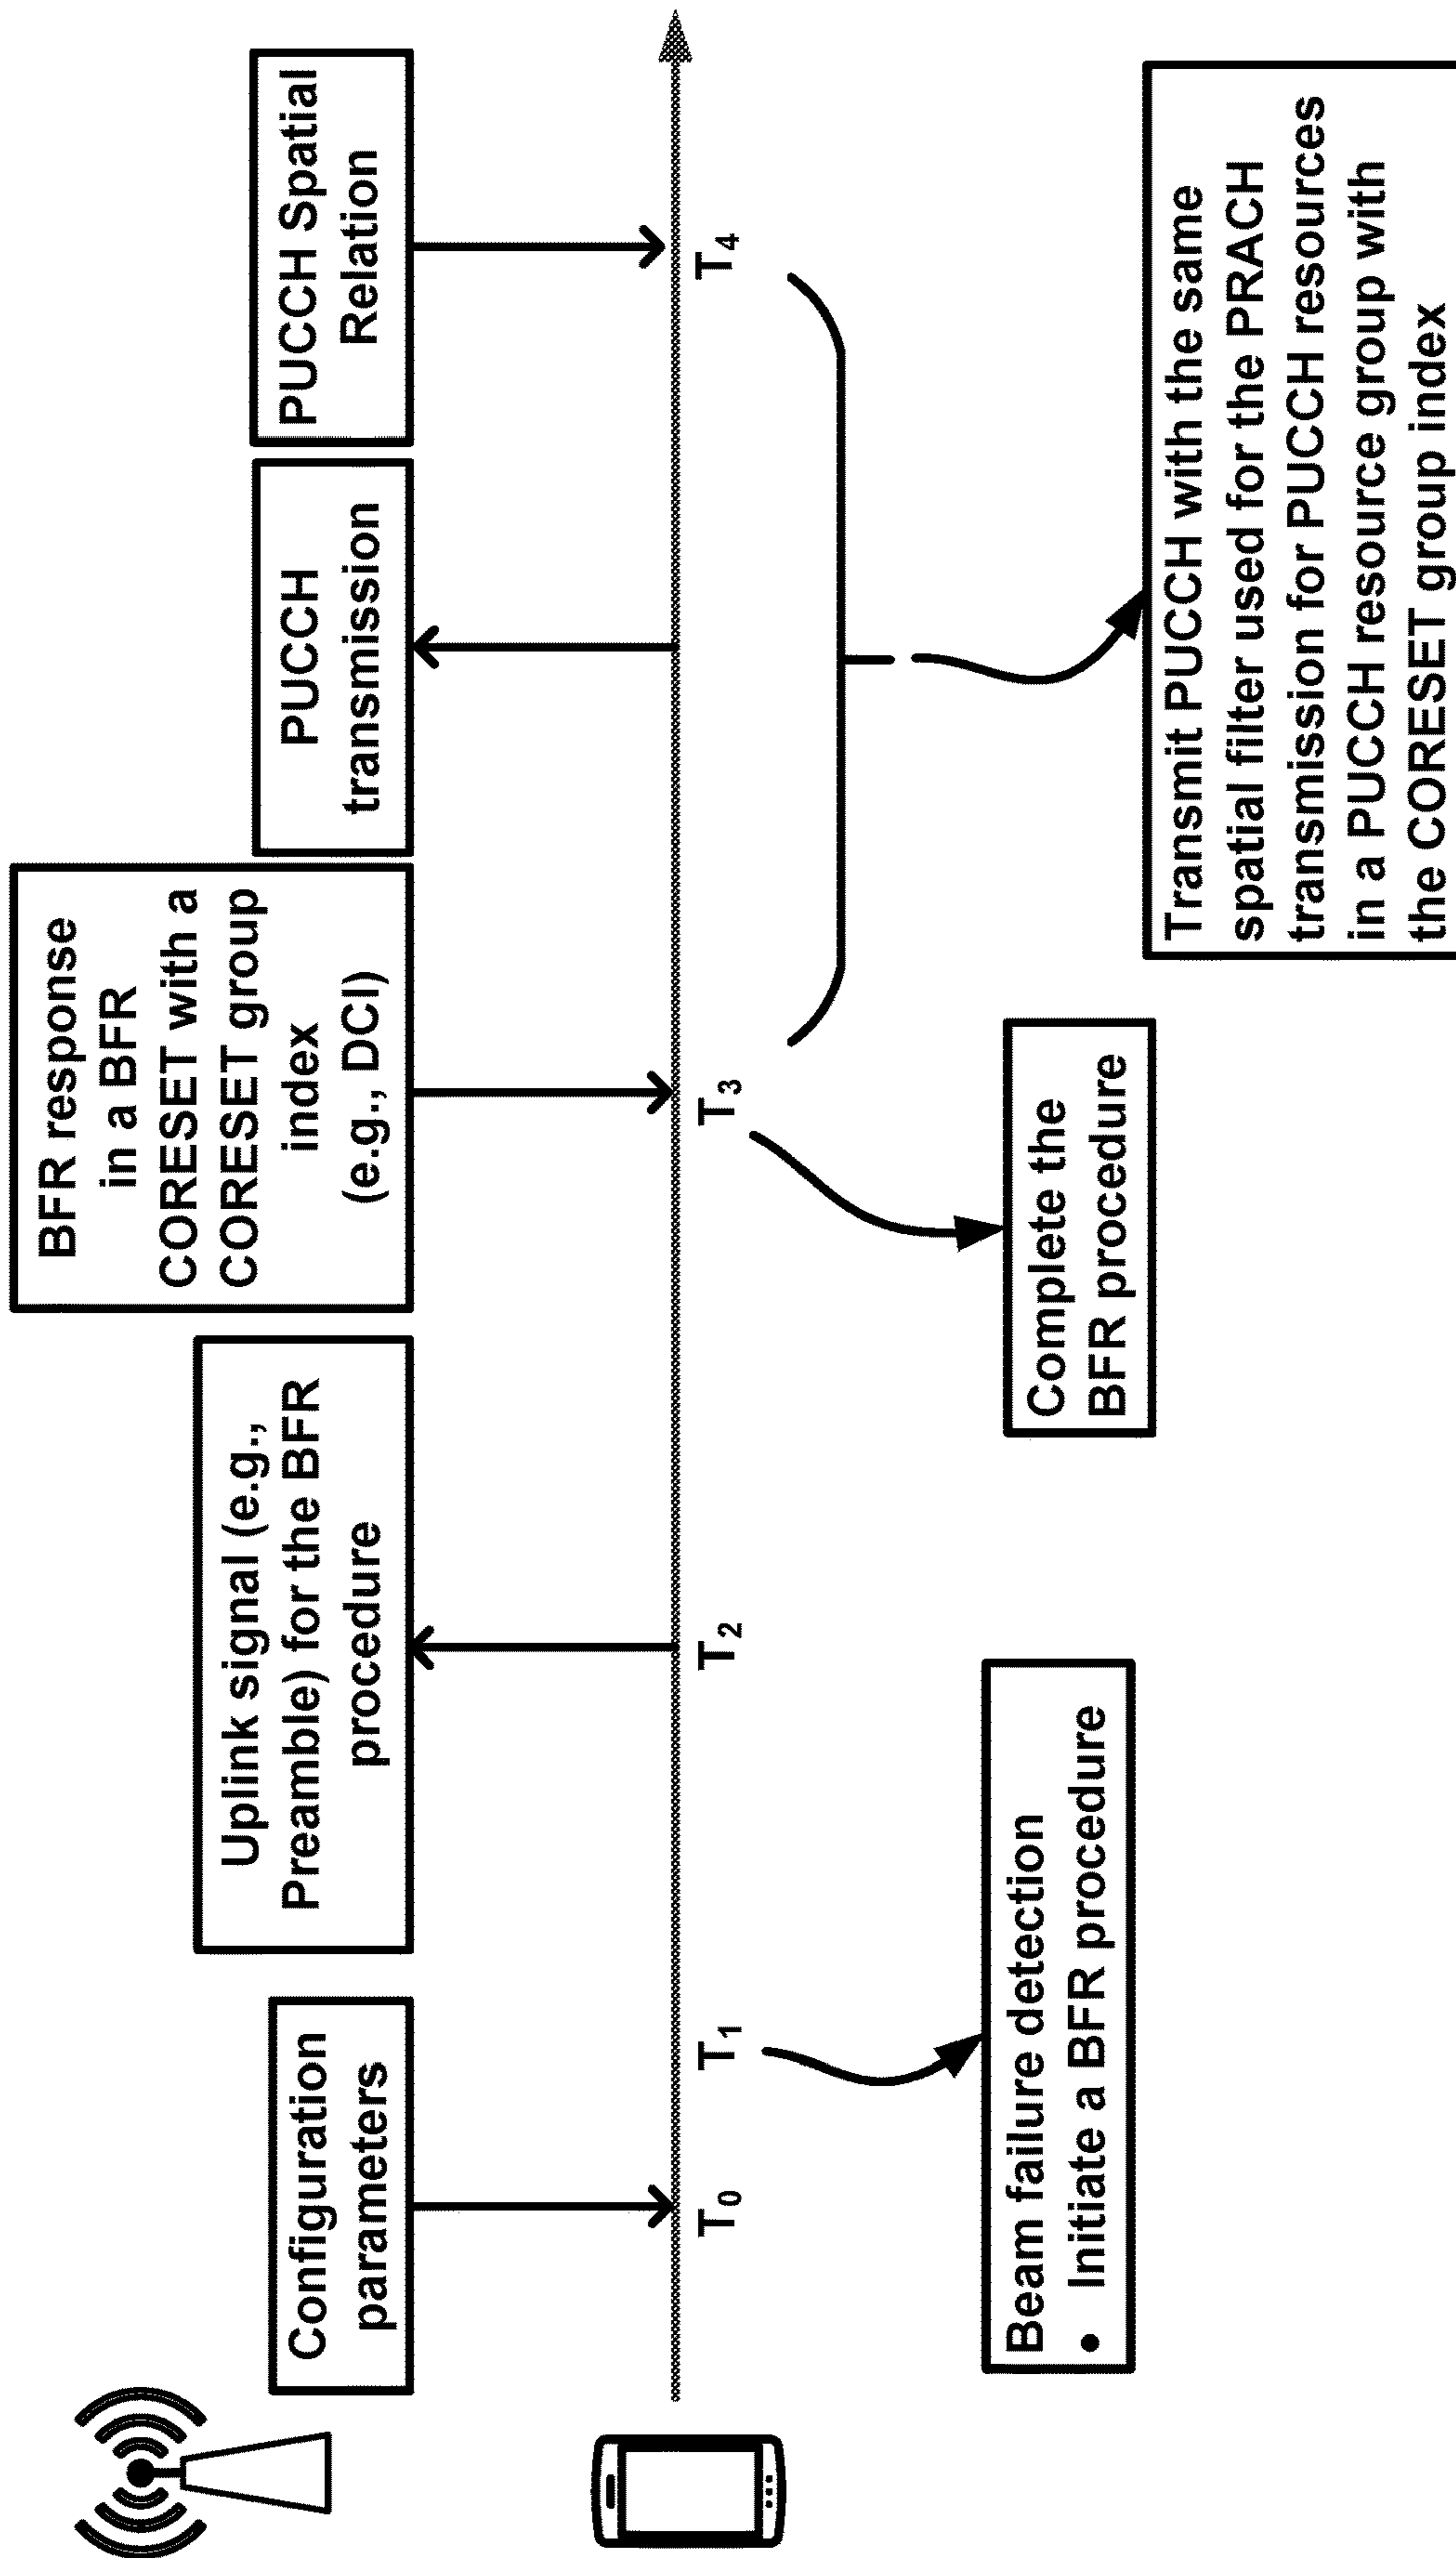 Configuration
parameters
Uplink signal (e.g.,
Preamble) for the BFR
procedure
BFR response
in a BFR
CORESET with a
CORESET group
index
(e.g., DCI)
PUCCH
transmission
PUCCH Spatial
Relation
T0
T1
T2
T3
T4
Beam failure detection
• Initiate a BFR procedure
Complete the
BFR procedure
Transmit PUCCH with the same
spatial filter used for the PRACH
transmission for PUCCH resources
in a PUCCH resource group with
the CORESET group index